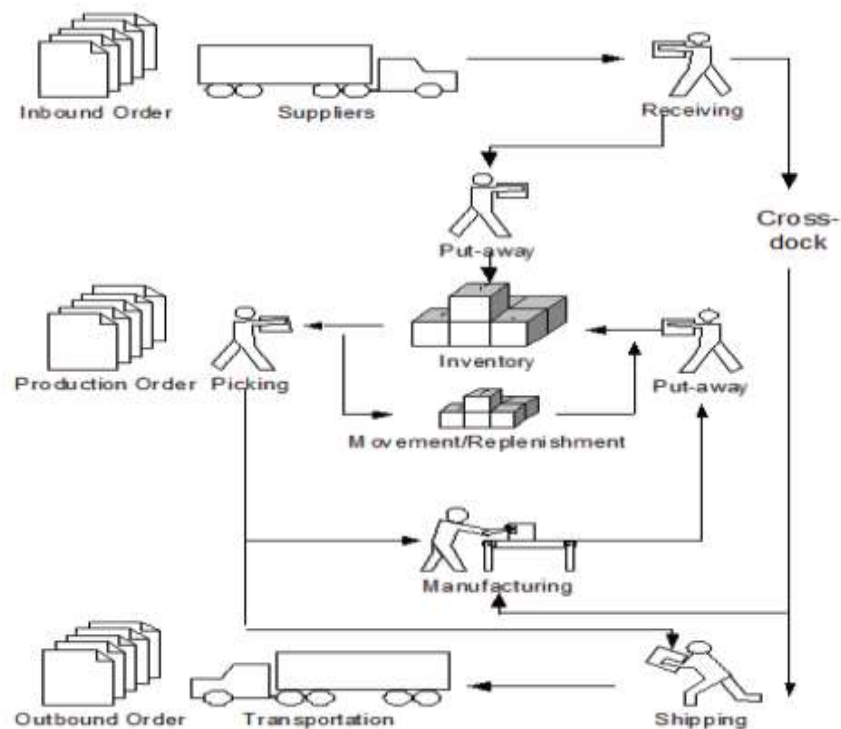 Inbound Order
Suppliers
Receiving
Put-away
Cross-
dock
Production Order
Picking
Inventory
Put-away
Movement/Replenishment
Manufacturing
Outbound Order
Transportation
Shipping